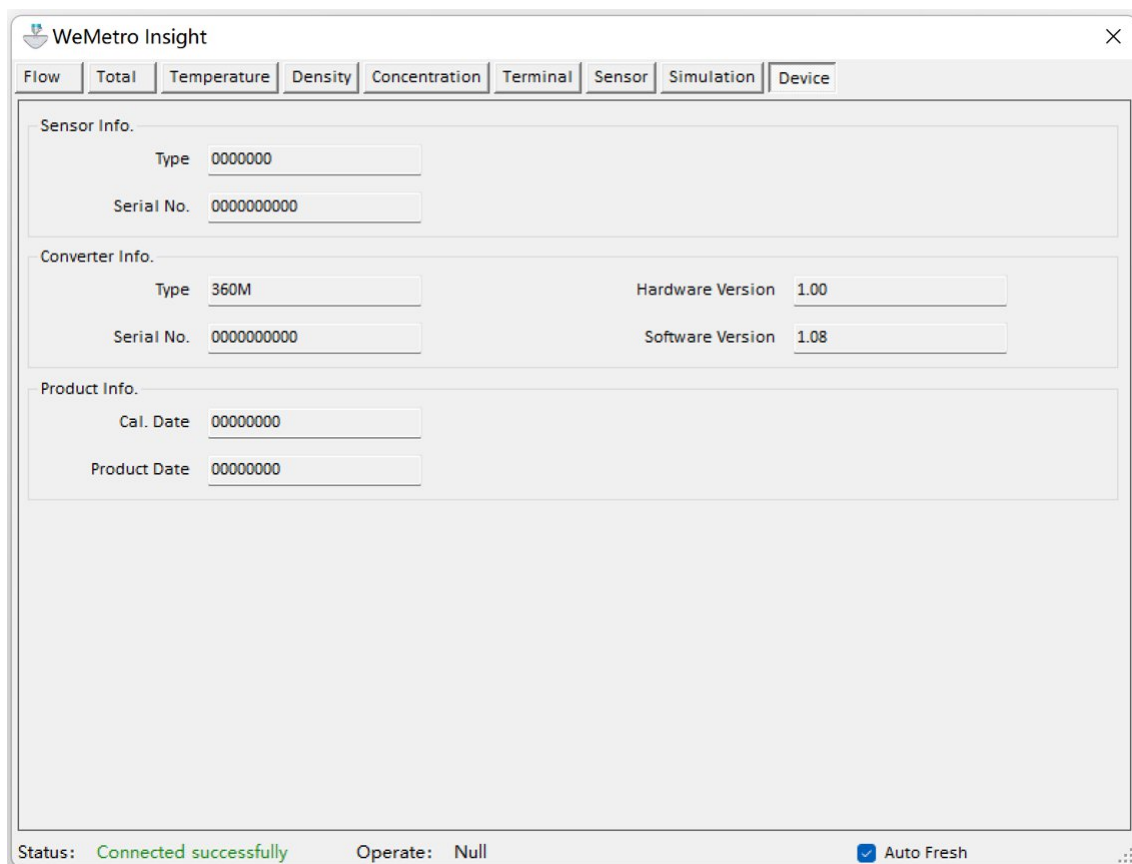 WeMetro Insight
Flow Total Temperature Density Concentration Terminal Sensor Simulation Device
Sensor Info.
Type 0000000
Serial No. 0000000000
Converter Info.
Type 360M Hardware Version 1.00
Serial No. 0000000000 Software Version 1.08
Product Info.
Cal. Date 00000000
Product Date 00000000
Status: Connected successfully Operate: Null Auto Fresh